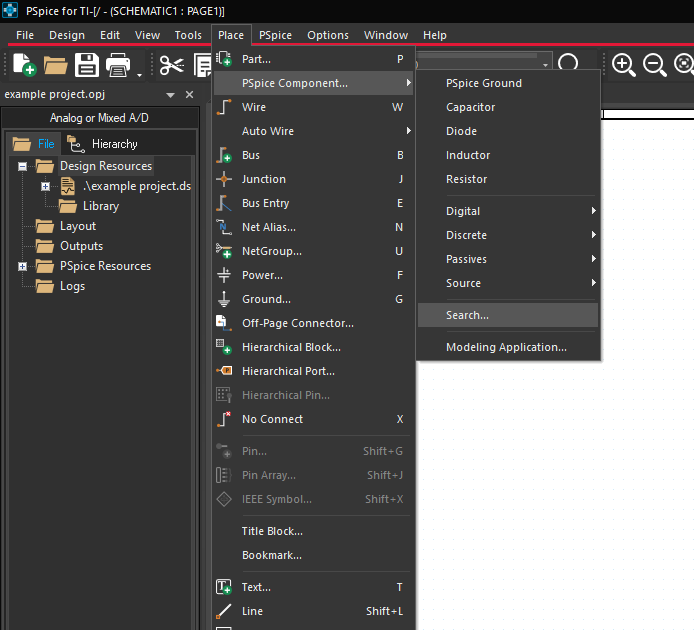 PSpice for TI-[/ - (SCHEMATIC1 : PAGE1)]
File Design Edit View Tools Place PSpice Options Window Help
example project.opj
Analog or Mixed A/D
File Hierarchy
Design Resources
.\example project.ds
Library
Layout
Outputs
PSpice Resources
Logs
Part... P
PSpice Component...
Wire W
Auto Wire
Bus B
Junction J
Bus Entry E
Net Alias... N
NetGroup... U
Power... F
Ground... G
Off-Page Connector...
Hierarchical Block...
Hierarchical Port...
Hierarchical Pin...
No Connect X
Pin... Shift+G
Pin Array... Shift+J
IEEE Symbol... Shift+X
Title Block...
Bookmark...
Text... T
Line Shift+L
PSpice Ground
Capacitor
Diode
Inductor
Resistor
Digital
Discrete
Passives
Source
Search...
Modeling Application...